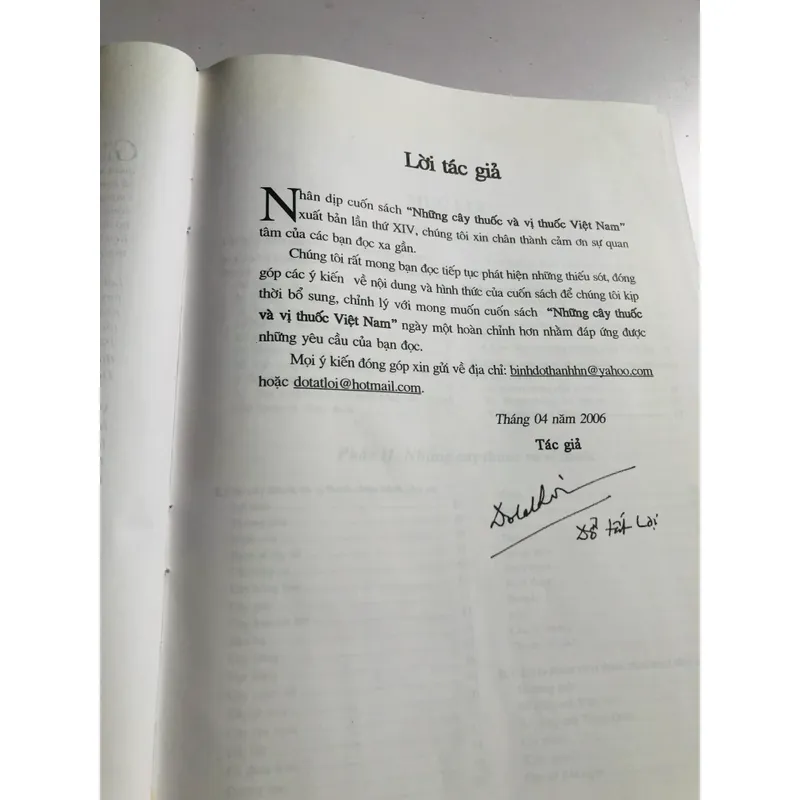 Lời tác giả
Nhân dịp cuốn sách “Những cây thuốc và vị thuốc Việt Nam”
xuất bản lần thứ XIV, chúng tôi xin chân thành cảm ơn sự quan
tâm của các bạn đọc xa gần.
Chúng tôi rất mong bạn đọc tiếp tục phát hiện những thiếu sót, đóng
góp các ý kiến về nội dung và hình thức của cuốn sách để chúng tôi kịp
thời bổ sung, chỉnh lý với mong muốn cuốn sách “Những cây thuốc
và vị thuốc Việt Nam” ngày một hoàn chỉnh hơn nhằm đáp ứng được
những yêu cầu của bạn đọc.
Mọi ý kiến đóng góp xin gửi về địa chỉ: binhdothanhhn@yahoo.com
hoặc dotatloi@hotmail.com.
Tháng 04 năm 2006
Tác giả
Đỗ tất Lợi